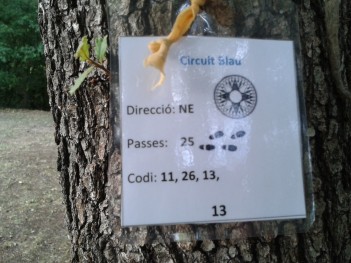 Circuit Blau
Direcció: NE
Passes: 25
Codi: 11, 26, 13,
13